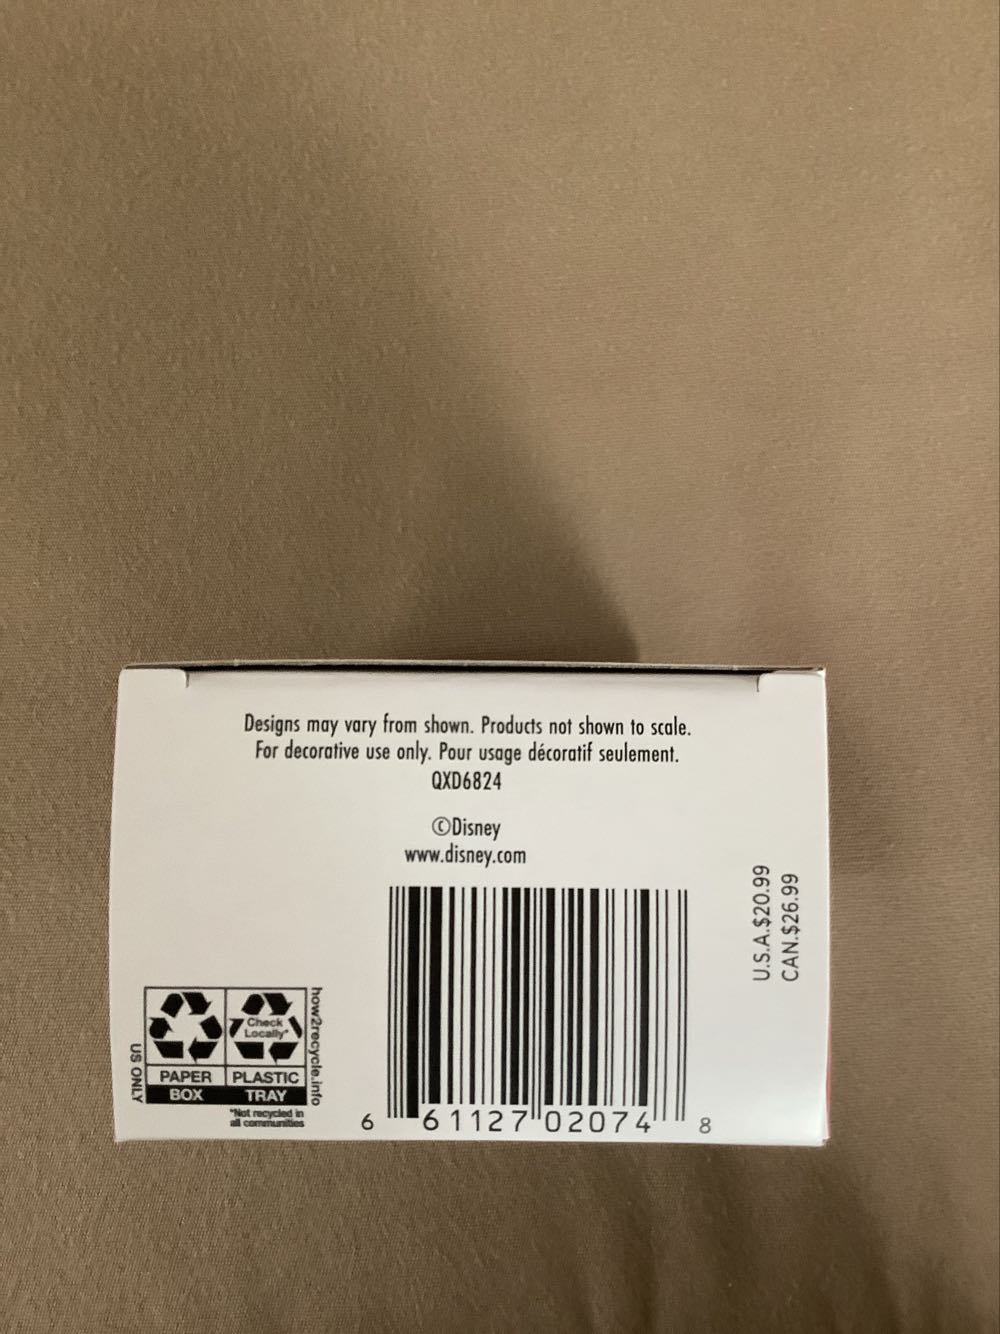 Designs may vary from shown. Products not shown to scale.
For decorative use only. Pour usage décoratif seulement.
QXD6824
©Disney
www.disney.com
U.S.A.$20.99
CAN.$26.99
US ONLY
Check
Locally*
PAPER
BOX
PLASTIC
TRAY
how2recycle.info
*Not recycled in
all communities
6 61127 02074 8